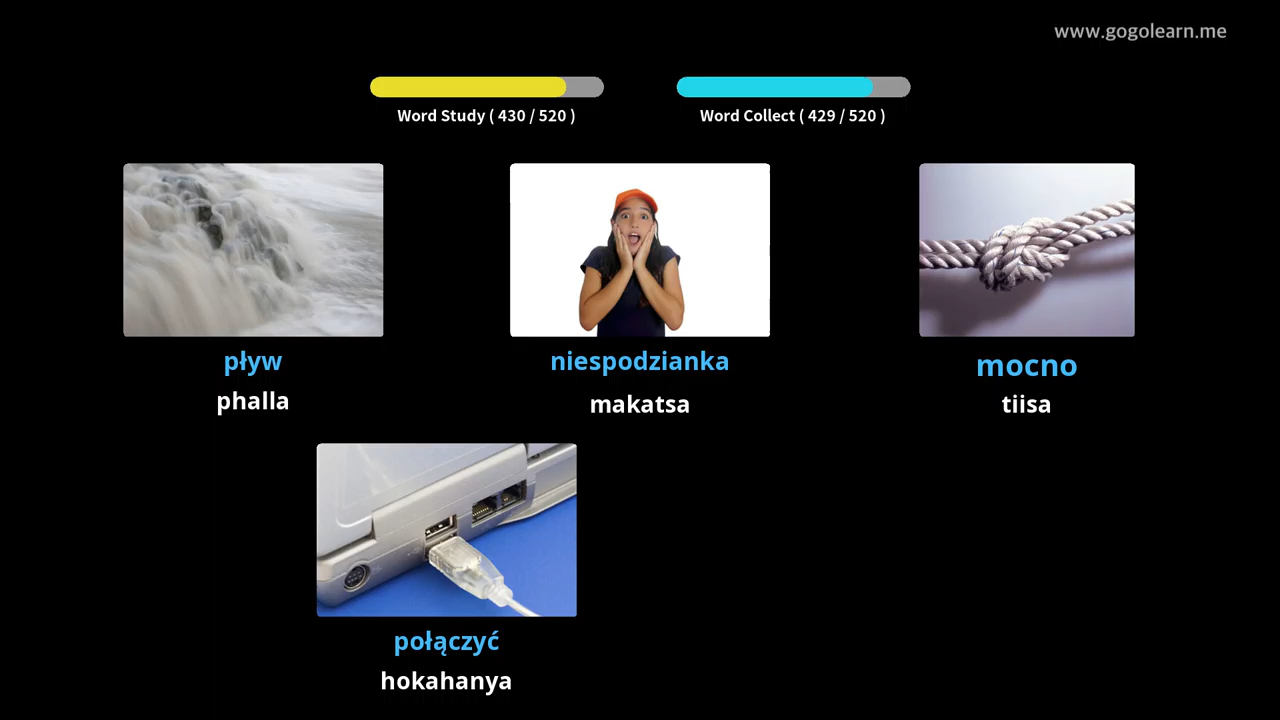 www.gogolearn.me
Word Study ( 430 / 520 )
Word Collect ( 429 / 520 )
pływ
phalla
niespodzianka
makatsa
mocno
tiisa
połączyć
hokahanya